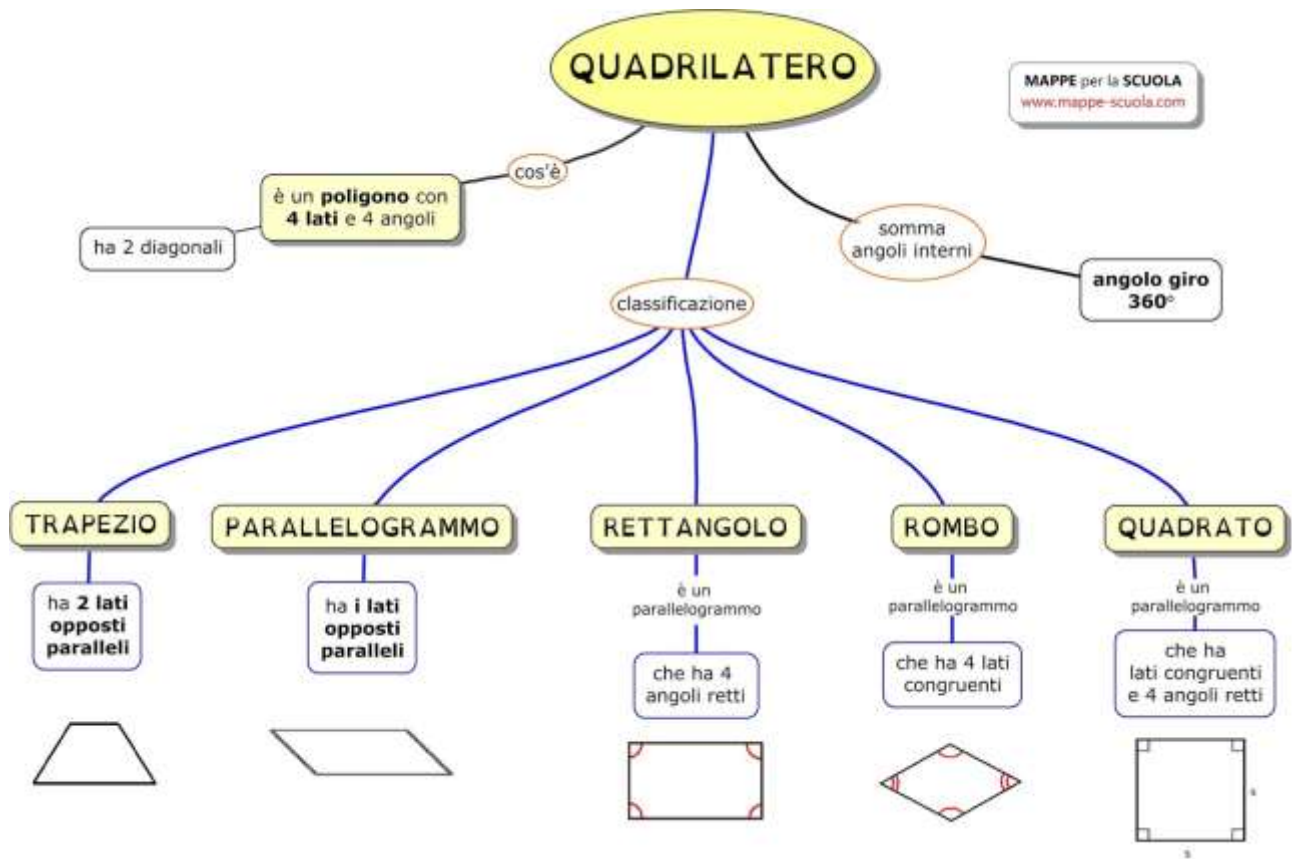 QUADRILATERO
MAPPE per la SCUOLA
www.mappe-scuola.com
cos'è
è un poligono con
4 lati e 4 angoli
ha 2 diagonali
somma
angoli interni
angolo giro
360°
classificazione
TRAPEZIO
ha 2 lati
opposti
paralleli
PARALLELOGRAMMO
ha i lati
opposti
paralleli
RETTANGOLO
è un
parallelogrammo
che ha 4
angoli retti
ROMBO
è un
parallelogrammo
che ha 4 lati
congruenti
QUADRATO
è un
parallelogrammo
che ha
lati congruenti
e 4 angoli retti
s
s